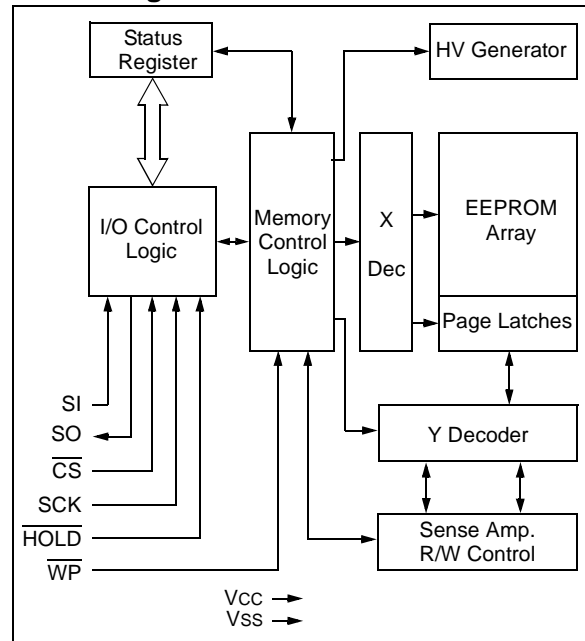 Status
Register
HV Generator
I/O Control
Logic
Memory
Control
Logic
X
Dec
EEPROM
Array
Page Latches
SI
SO
CS
SCK
HOLD
WP
Y Decoder
Sense Amp.
R/W Control
VCC
VSS